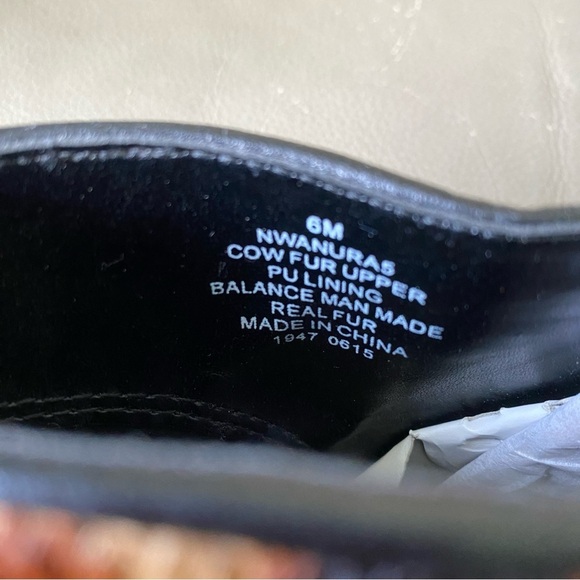 6M
NWANURA5
COW FUR UPPER
PU LINING
BALANCE MAN MADE
REAL FUR
MADE IN CHINA
1947 0615